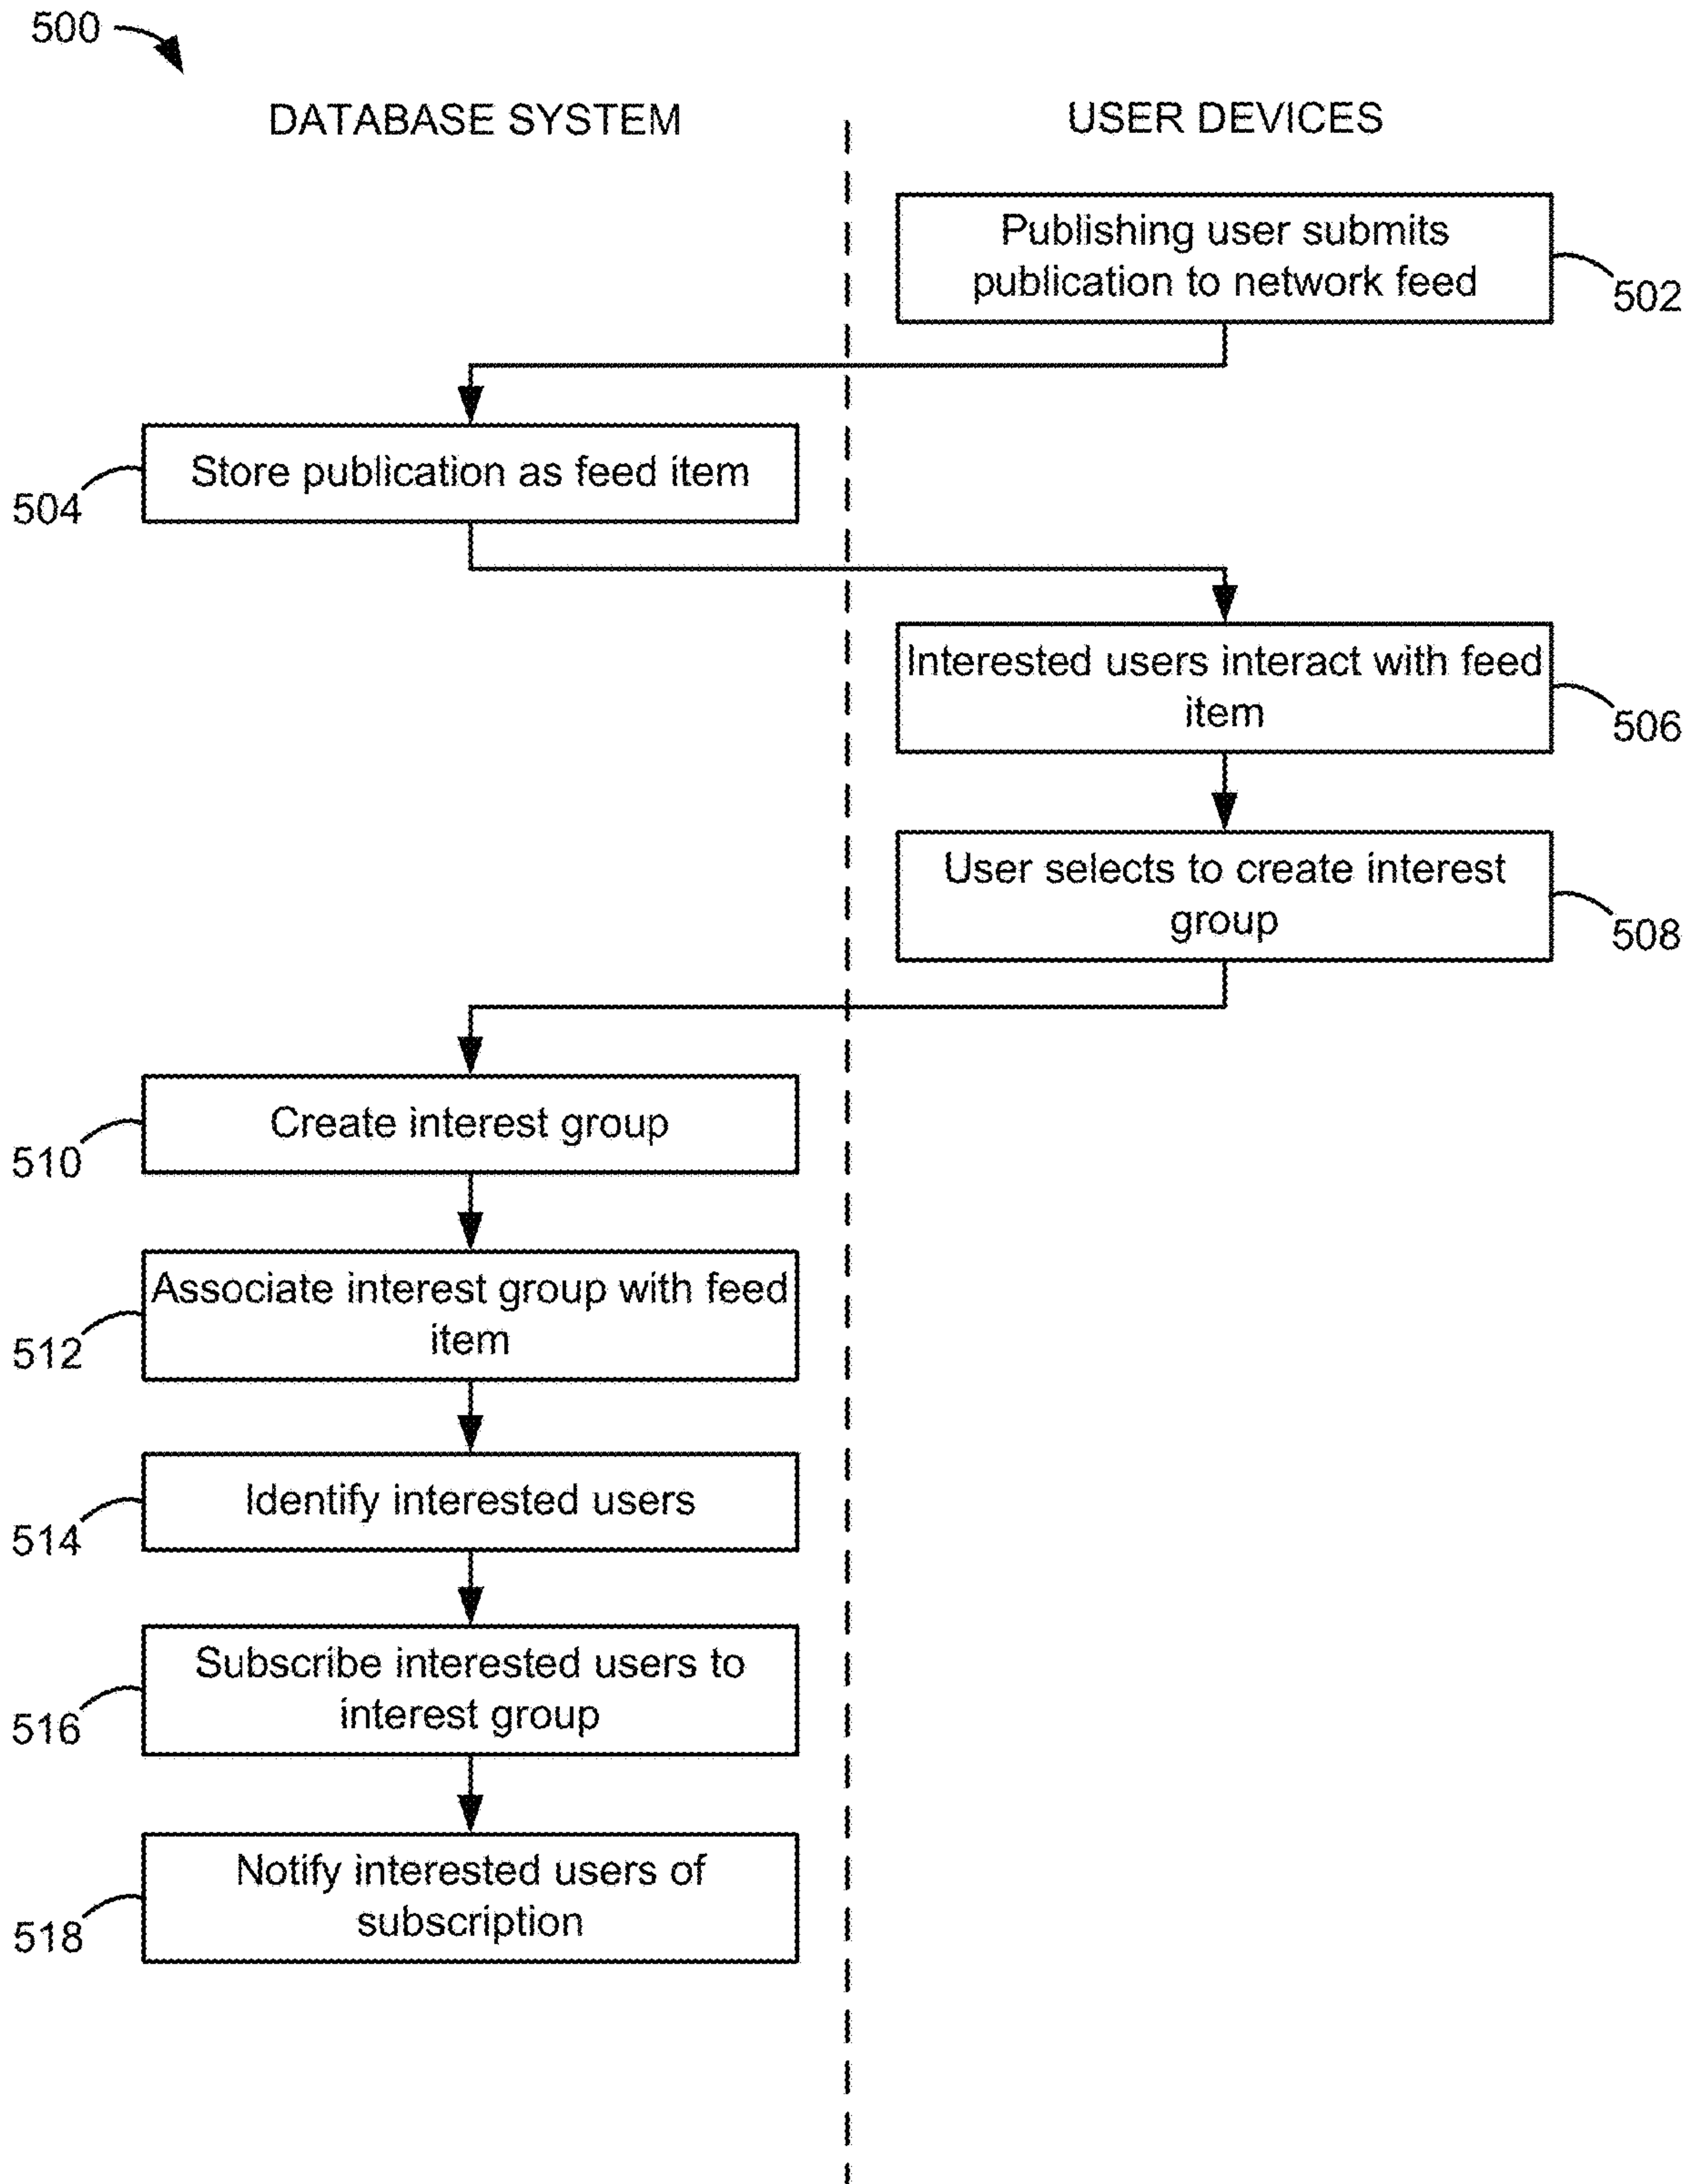 500
DATABASE SYSTEM
USER DEVICES
Publishing user submits
publication to network feed
502
Store publication as feed item
504
Interested users interact with feed
item
506
User selects to create interest
group
508
Create interest group
510
Associate interest group with feed
item
512
Identify interested users
514
Subscribe interested users to
interest group
516
Notify interested users of
subscription
518